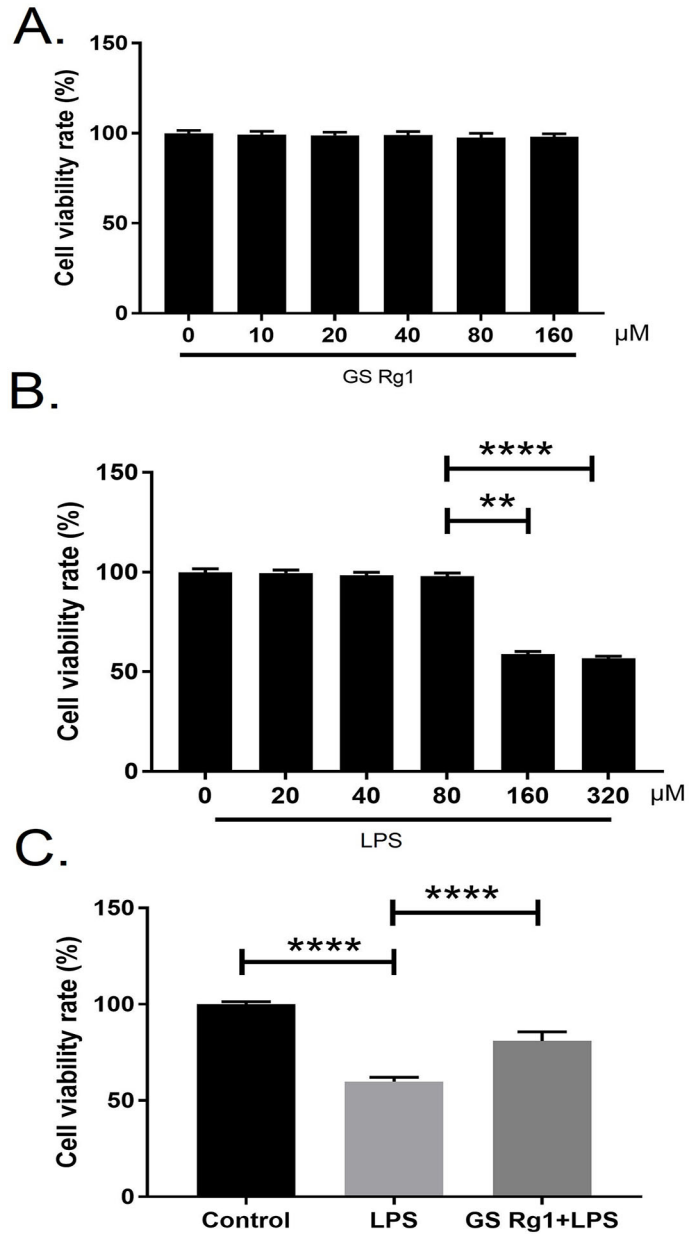 A.
150
100
50
0
Cell viability rate (%)
0 10 20 40 80 160 µM
GS Rg1
B.
****
**
150
100
50
0
Cell viability rate (%)
0 20 40 80 160 320 µM
LPS
C.
****
****
150
100
50
0
Cell viability rate (%)
Control LPS GS Rg1+LPS